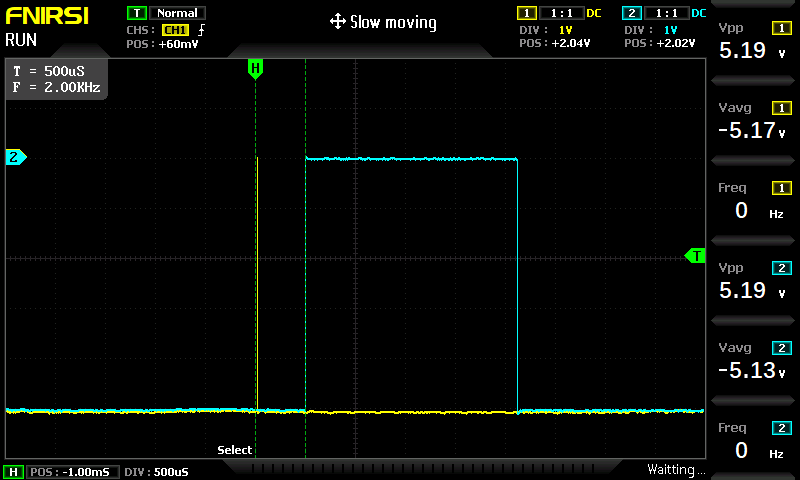 FNIRSI
RUN
T Normal
CHS: CH1
POS: +60mV
Slow moving
1 1:1 DC
DIV: 1V
POS: +2.04V
2 1:1 DC
DIV: 1V
POS: +2.02V
T = 500uS
F = 2.00KHz
H
2
T
Vpp 1
5.19 V
Vavg 1
-5.17 V
Freq 1
0 Hz
Vpp 2
5.19 V
Vavg 2
-5.13 V
Freq 2
0 Hz
Select
H POS: -1.00mS DIV: 500uS
Waitting...